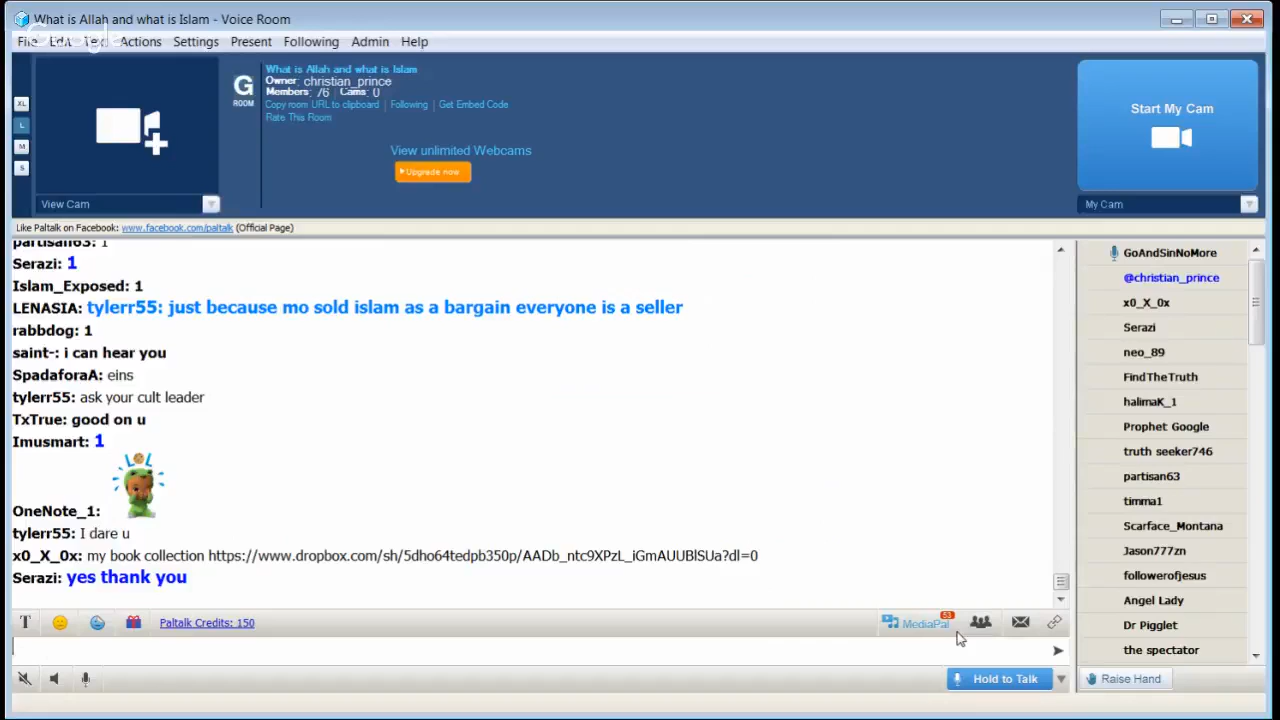 What is Allah and what is Islam - Voice Room
Google
File Edit Text Actions Settings Present Following Admin Help
What is Allah and what is Islam
G
ROOM
Owner: christian_prince
Members: 76 | Cams: 0
Copy room URL to clipboard | Following | Get Embed Code
Rate This Room
View unlimited Webcams
Upgrade now
XL
L
M
S
View Cam
Start My Cam
My Cam
Like Paltalk on Facebook: www.facebook.com/paltalk (Official Page)
partisan63: 1
Serazi: 1
Islam_Exposed: 1
LENASIA: tylerr55: just because mo sold islam as a bargain everyone is a seller
rabbdog: 1
saint-: i can hear you
SpadaforaA: eins
tylerr55: ask your cult leader
TxTrue: good on u
Imusmart: 1
LOL
OneNote_1:
tylerr55: I dare u
x0_X_0x: my book collection https://www.dropbox.com/sh/5dho64tedpb350p/AADb_ntc9XPzL_iGmAUUBlSUa?dl=0
Serazi: yes thank you
GoAndSinNoMore
@christian_prince
x0_X_0x
Serazi
neo_89
FindTheTruth
halimaK_1
Prophet Google
truth seeker746
partisan63
timma1
Scarface_Montana
Jason777zn
followerofjesus
Angel Lady
Dr Pigglet
the spectator
T
Paltalk Credits: 150
MediaPal
53
Hold to Talk
Raise Hand